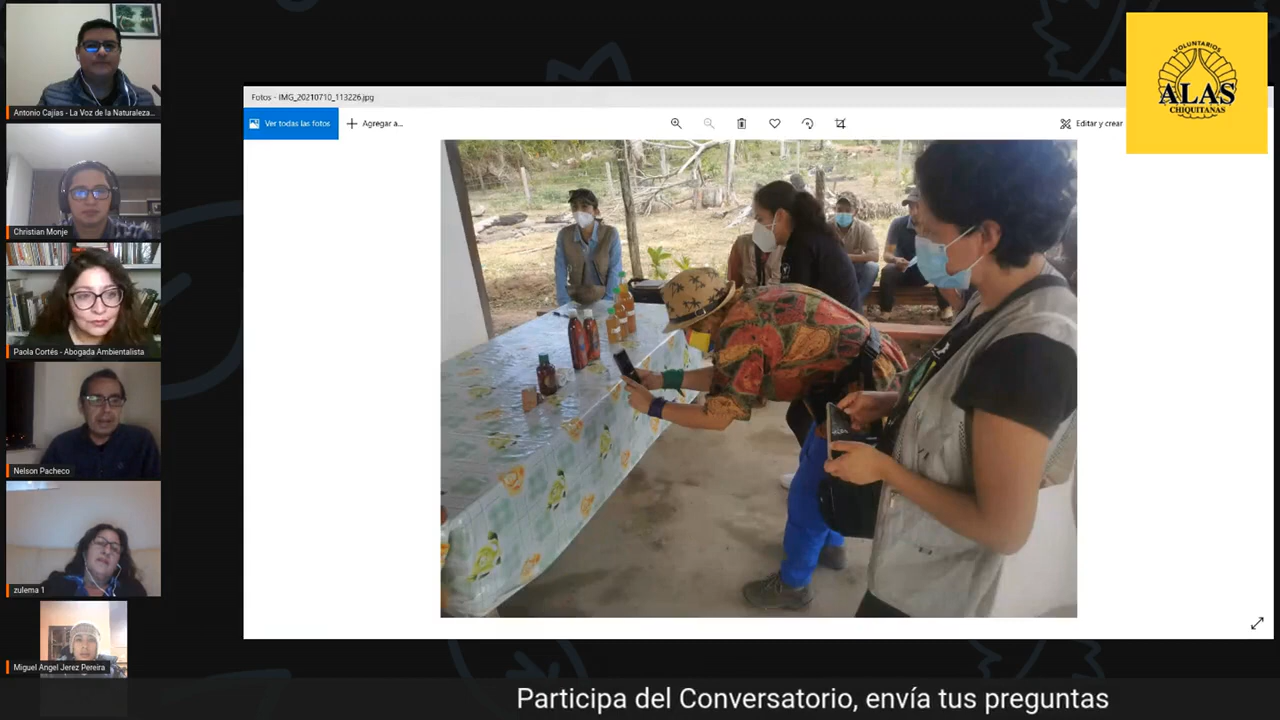 Antonio Cajías - La Voz de la Naturaleza...
Christian Monje
Paola Cortés - Abogada Ambientalista
Nelson Pacheco
zulema 1
Miguel Angel Jerez Pereira
Fotos - IMG_20210710_113226.jpg
Ver todas las fotos
Agregar a...
Editar y crear
VOLUNTARIOS
ALAS
CHIQUITANAS
Participa del Conversatorio, envía tus preguntas